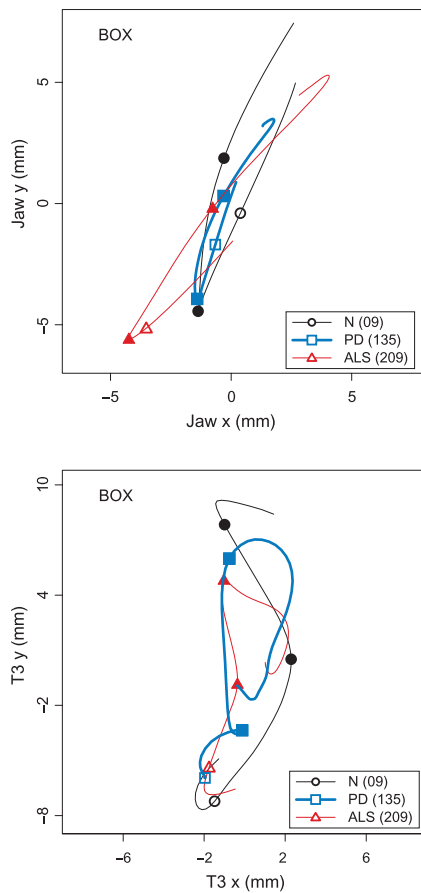 BOX
5
0
−5
Jaw y (mm)
N (09)
PD (135)
ALS (209)
−5
0
5
Jaw x (mm)
10
BOX
4
−2
−8
T3 y (mm)
N (09)
PD (135)
ALS (209)
−6
−2
2
6
T3 x (mm)